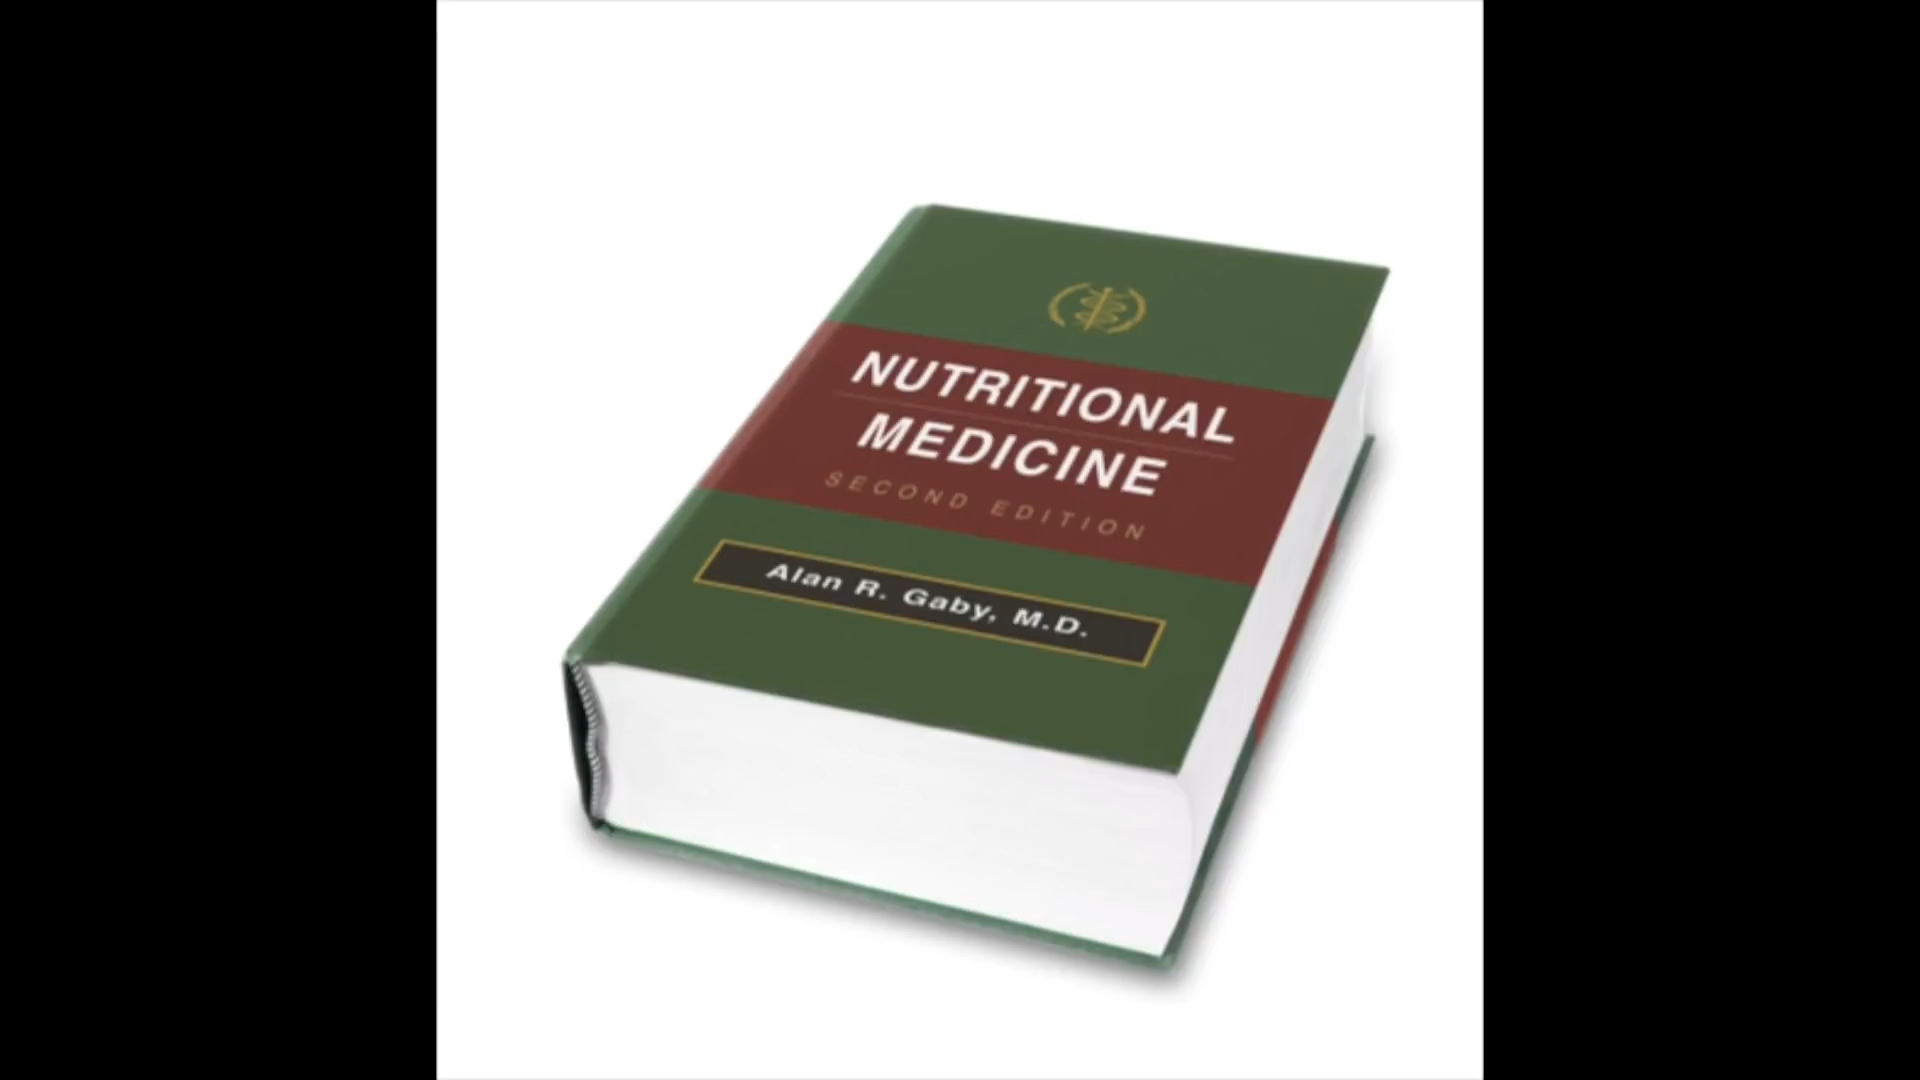 NUTRITIONAL
MEDICINE
SECOND EDITION
Alan R. Gaby, M.D.